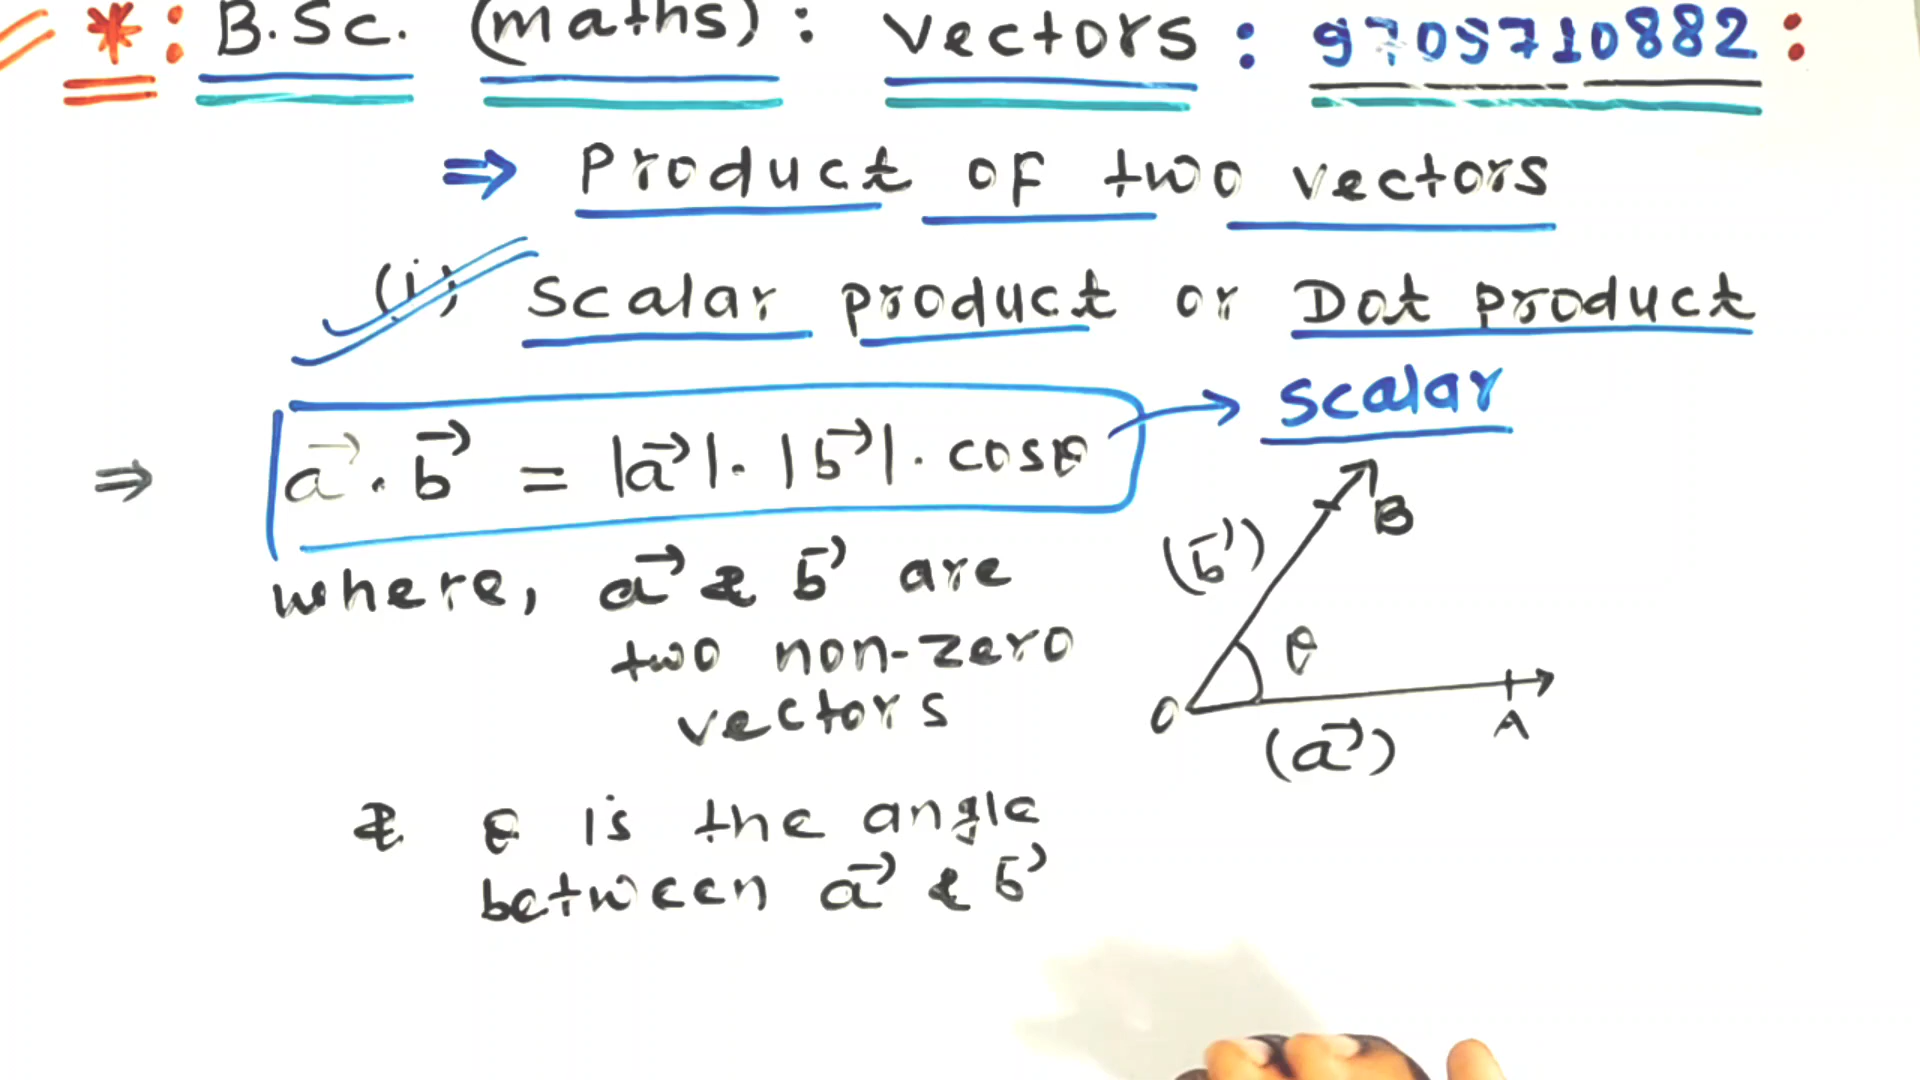 *: B.Sc. (maths): vectors: 9705710882:
⇒ Product of two vectors
(i) Scalar product or Dot product
scalar
⇒ a⃗ . b⃗ = |a⃗| . |b⃗| . cosθ
where, a⃗ & b⃗ are
two non-zero
vectors
& θ is the angle
between a⃗ & b⃗
B
(b⃗)
θ
O
A
(a⃗)